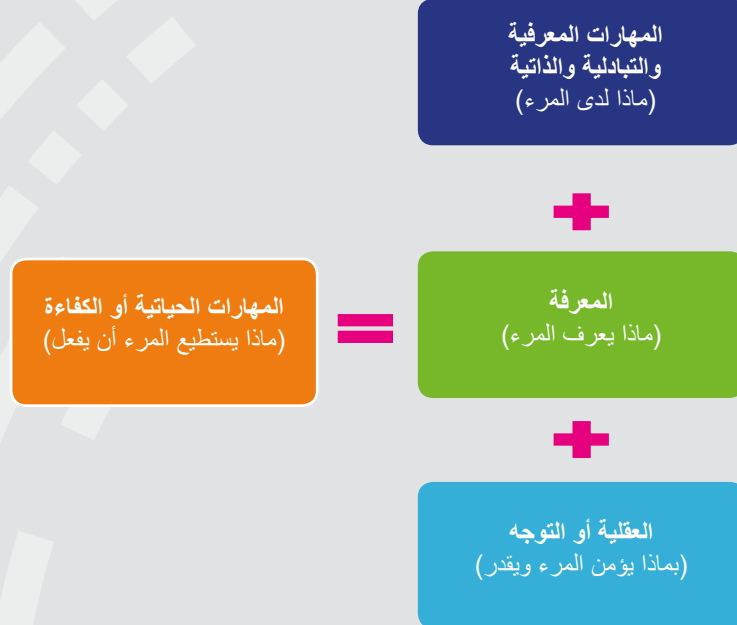 المهارات المعرفية
والتبادلية والذاتية
(ماذا لدى المرء)
+
المعرفة
(ماذا يعرف المرء)
+
العقلية أو التوجه
(بماذا يؤمن المرء ويقدر)
=
المهارات الحياتية أو الكفاءة
(ماذا يستطيع المرء أن يفعل)